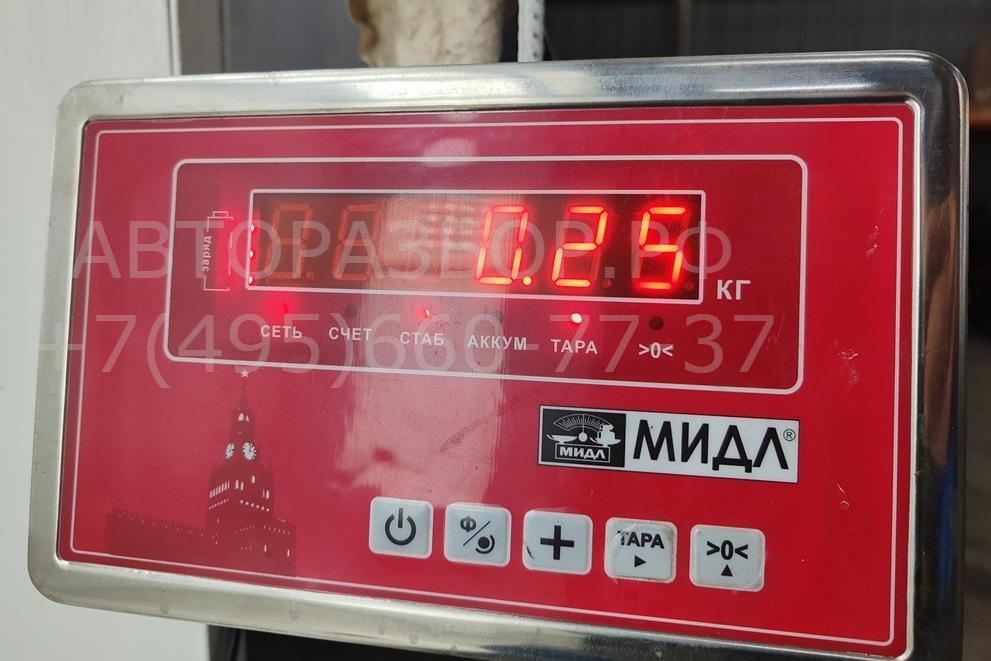 АВТОРАЗБОР.РФ
+7(495)660-77-37
заряд
0.25
КГ
СЕТЬ СЧЕТ СТАБ АККУМ ТАРА >0<
МИДЛ
МИДЛ®
Ф
ТАРА
>0<